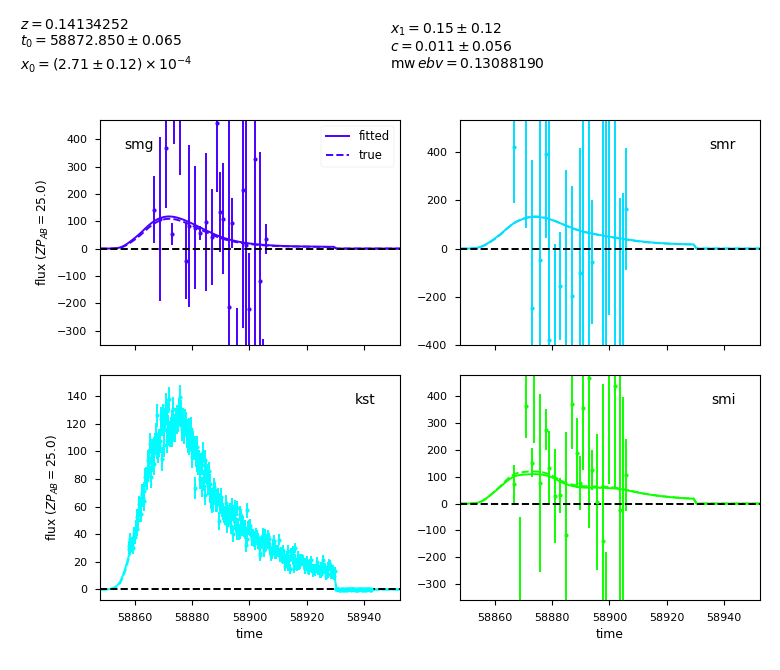 z = 0.14134252
t₀ = 58872.850 ± 0.065
x₀ = (2.71 ± 0.12) × 10⁻⁴
x₁ = 0.15 ± 0.12
c = 0.011 ± 0.056
mwebv = 0.13088190
smg
fitted
true
400
300
200
100
0
−100
−200
−300
flux (ZP_AB = 25.0)
smr
400
200
0
−200
−400
kst
140
120
100
80
60
40
20
0
flux (ZP_AB = 25.0)
58860 58880 58900 58920 58940
time
smi
400
300
200
100
0
−100
−200
−300
58860 58880 58900 58920 58940
time